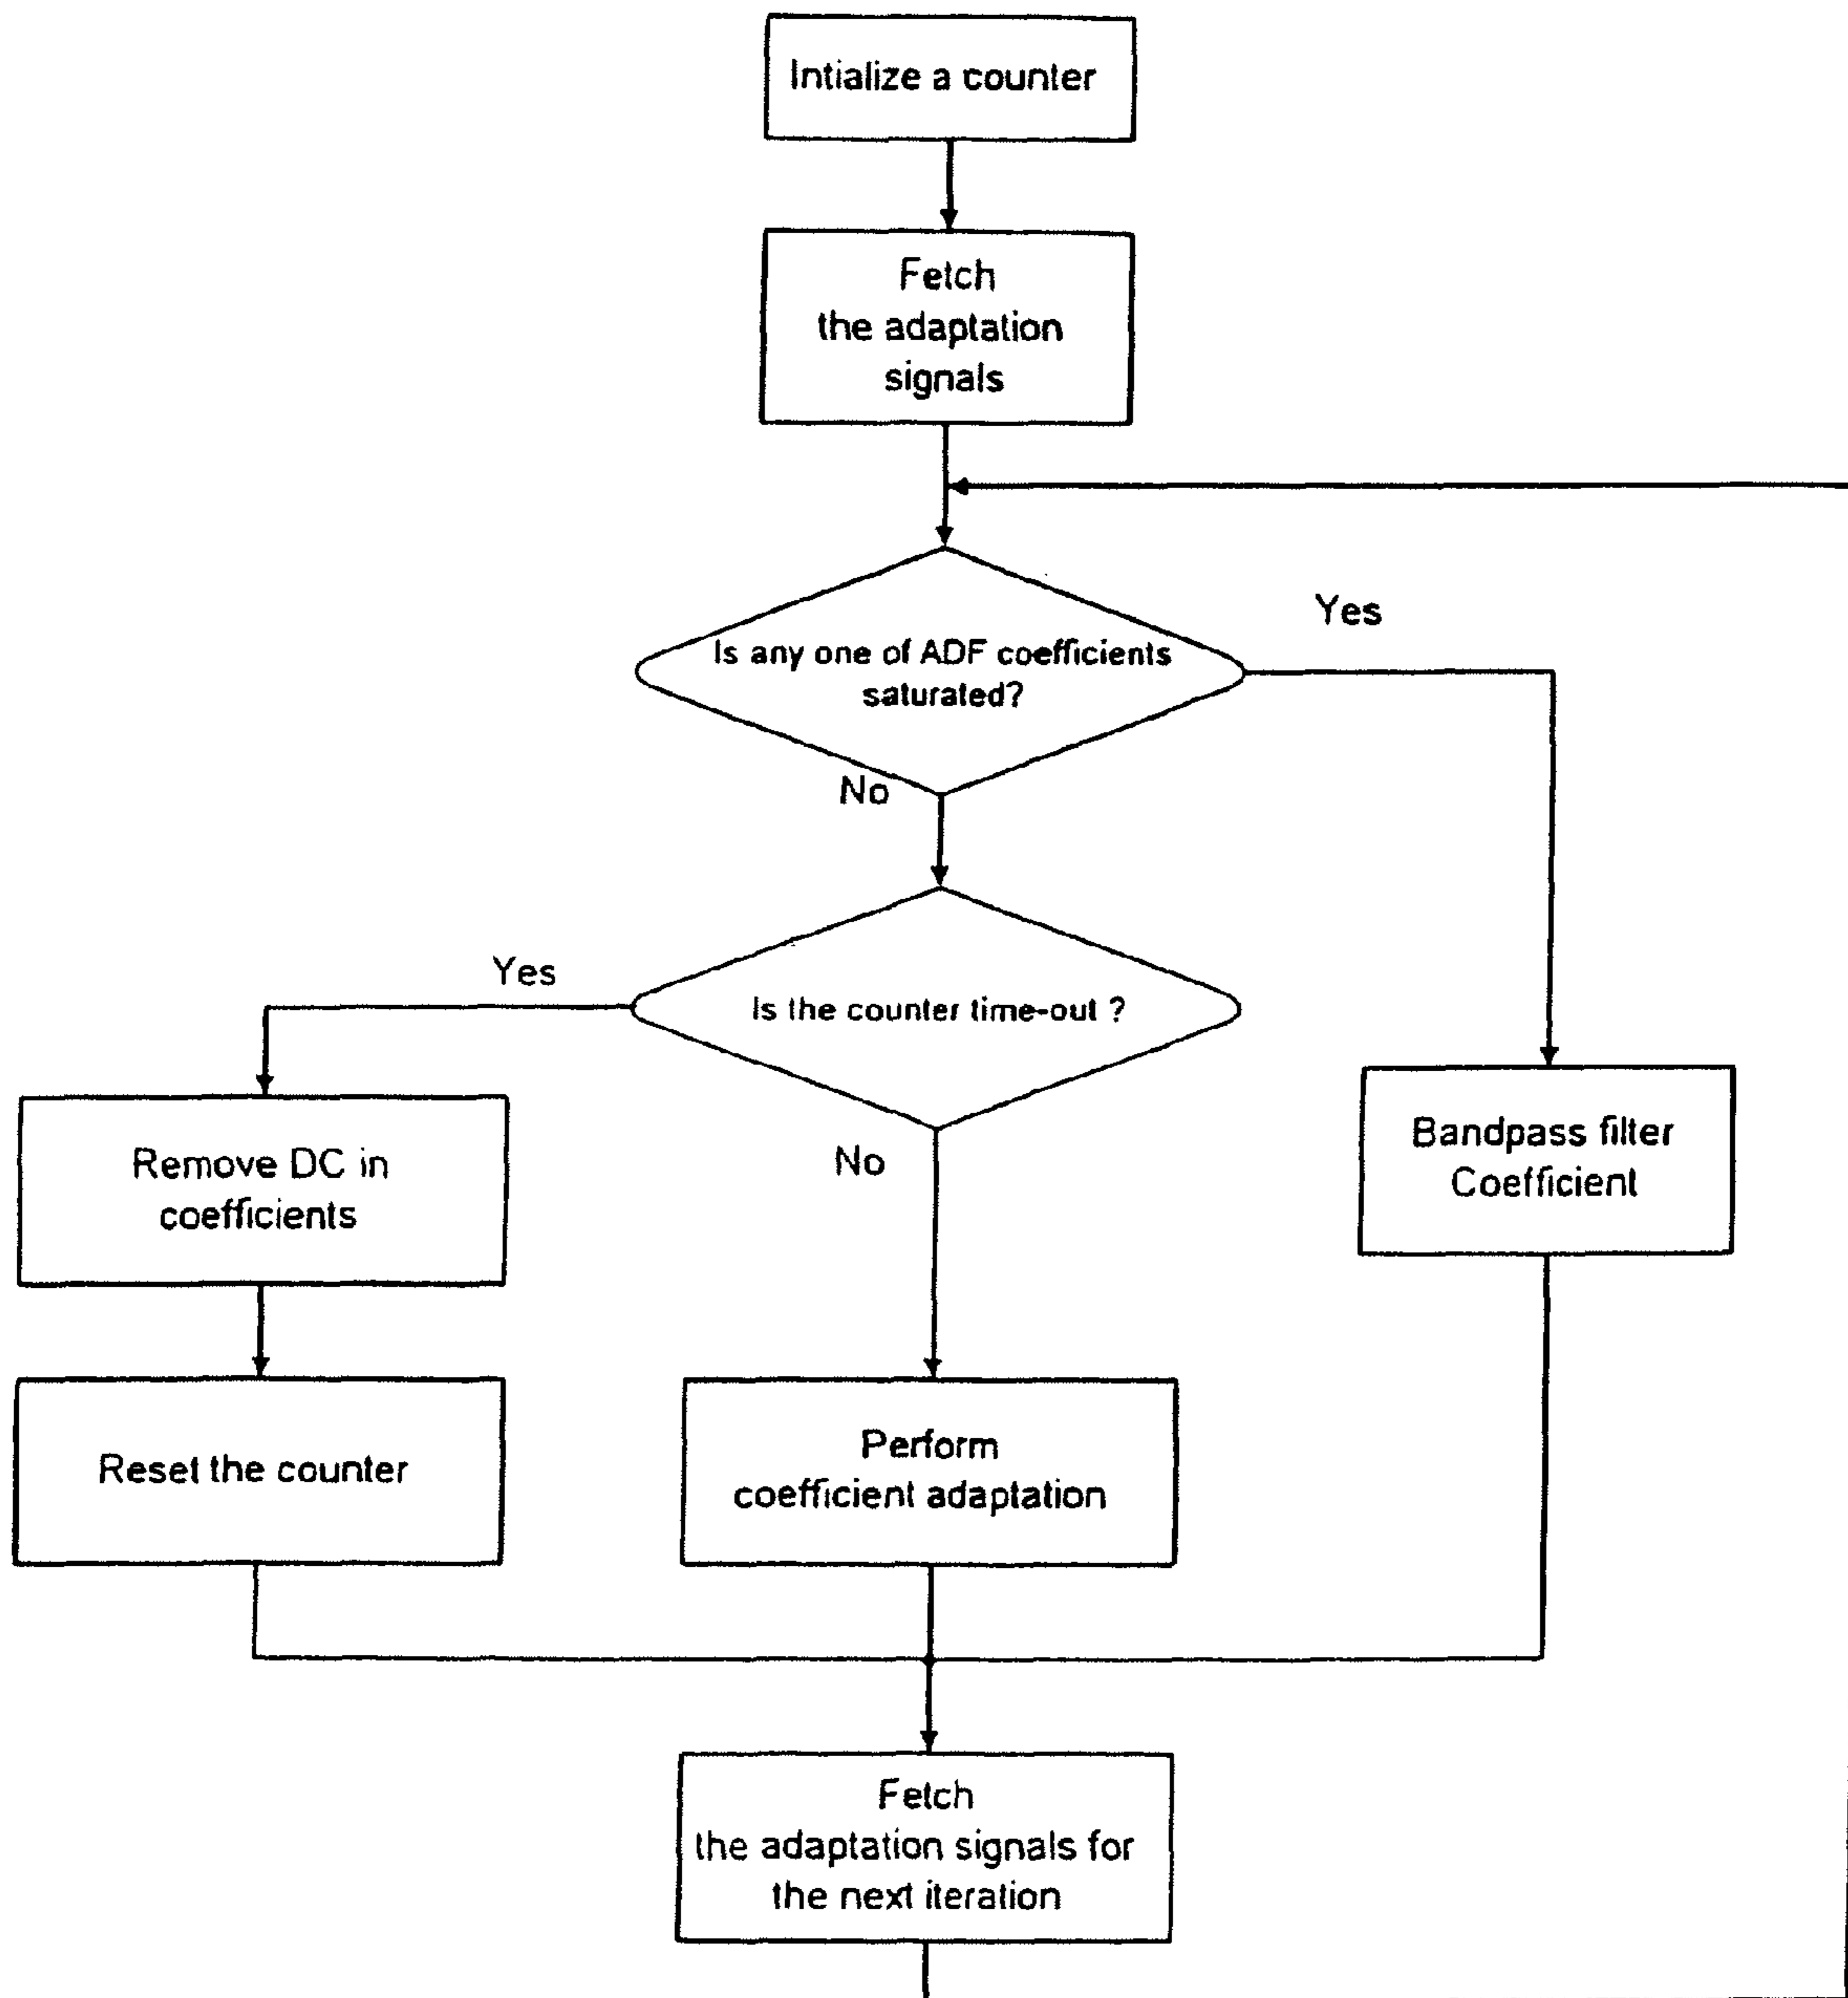 Intialize a counter
Fetch
the adaptation
signals
Yes
Is any one of ADF coefficients
saturated?
No
Yes
Is the counter time-out ?
No
Remove DC in
coefficients
Bandpass filter
Coefficient
Reset the counter
Perform
coefficient adaptation
Fetch
the adaptation signals for
the next iteration